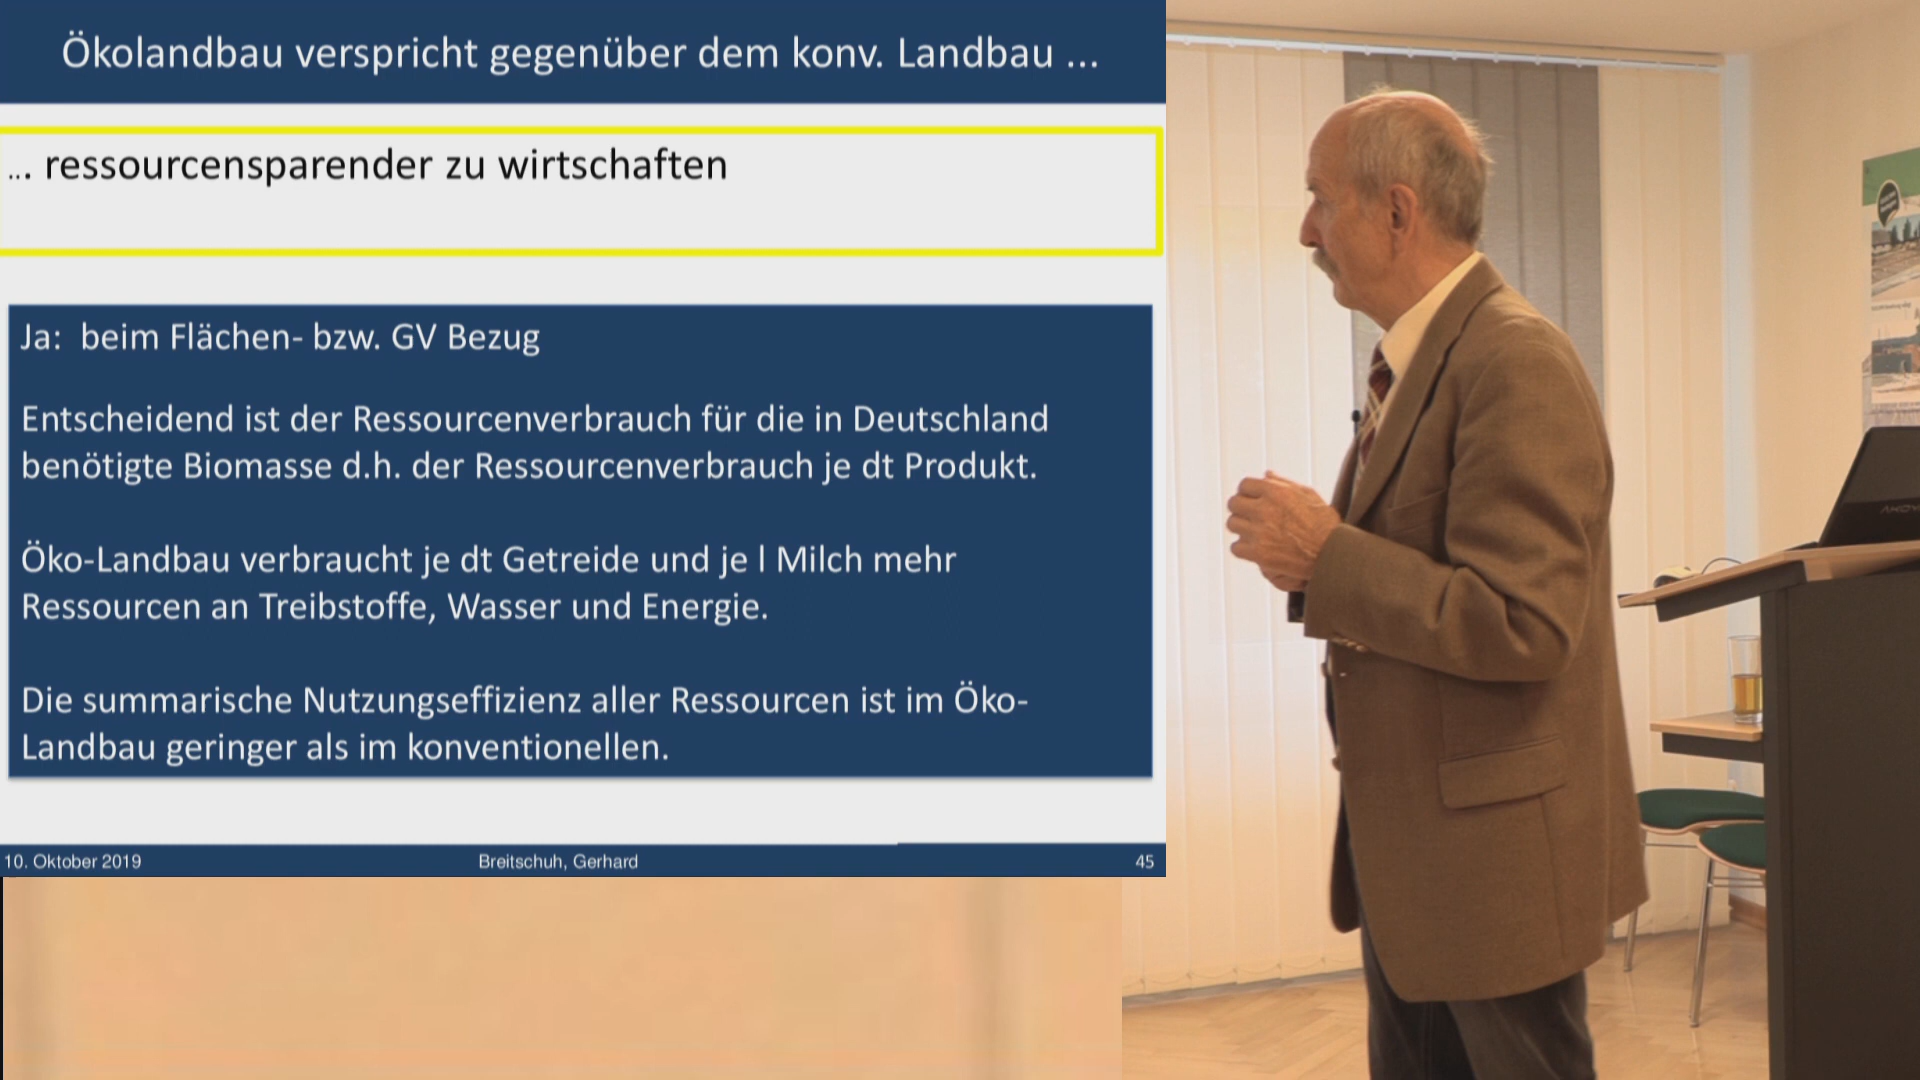 Ökolandbau verspricht gegenüber dem konv. Landbau ...
... ressourcensparender zu wirtschaften
Ja: beim Flächen- bzw. GV Bezug
Entscheidend ist der Ressourcenverbrauch für die in Deutschland
benötigte Biomasse d.h. der Ressourcenverbrauch je dt Produkt.
Öko-Landbau verbraucht je dt Getreide und je l Milch mehr
Ressourcen an Treibstoffe, Wasser und Energie.
Die summarische Nutzungseffizienz aller Ressourcen ist im Öko-
Landbau geringer als im konventionellen.
10. Oktober 2019
Breitschuh, Gerhard
45